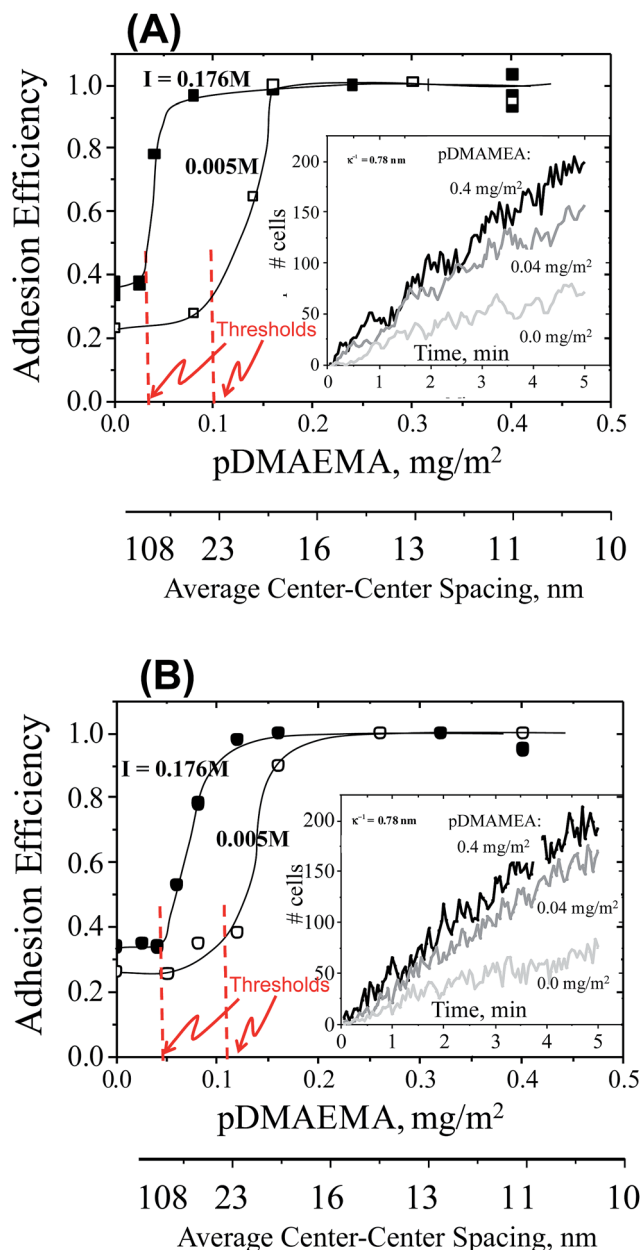 (A)
I = 0.176M
0.005M
Adhesion Efficiency
1.0
0.8
0.6
0.4
0.2
0.0
Thresholds
0.0
0.1
0.2
0.3
0.4
0.5
pDMAEMA, mg/m²
κ⁻¹ = 0.78 nm
pDMAMEA:
0.4 mg/m²
0.04 mg/m²
0.0 mg/m²
# cells
200
150
100
50
0
Time, min
0 1 2 3 4 5
108 23 16 13 11 10
Average Center-Center Spacing, nm
(B)
I = 0.176M
0.005M
Adhesion Efficiency
1.0
0.8
0.6
0.4
0.2
0.0
Thresholds
0.0
0.1
0.2
0.3
0.4
0.5
pDMAEMA, mg/m²
κ⁻¹ = 0.78 nm
pDMAMEA:
0.4 mg/m²
0.04 mg/m²
0.0 mg/m²
# cells
200
150
100
50
0
Time, min
0 1 2 3 4 5
108 23 16 13 11 10
Average Center-Center Spacing, nm